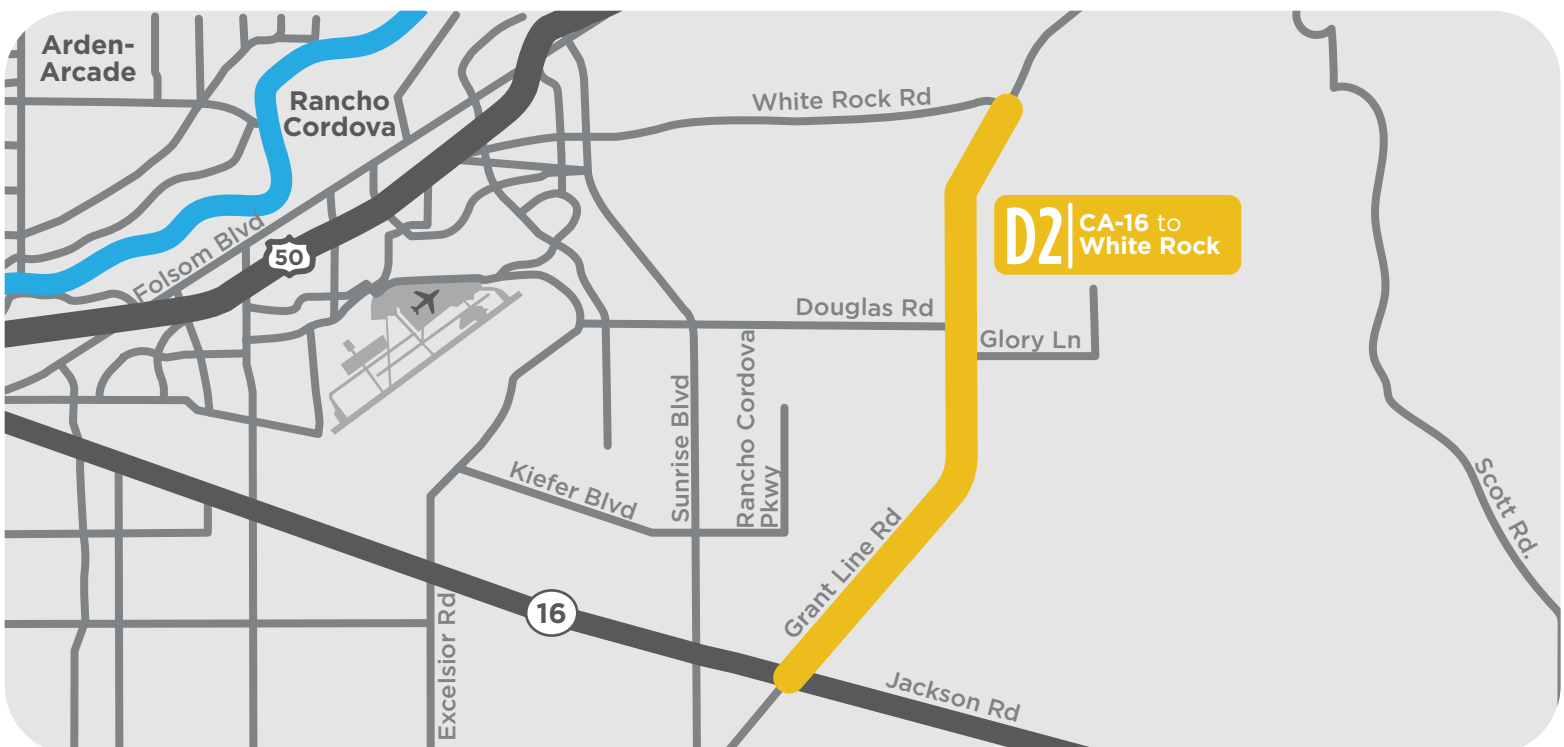 Arden-
Arcade
Rancho
Cordova
White Rock Rd
Folsom Blvd
50
D2
CA-16 to
White Rock
Douglas Rd
Glory Ln
Sunrise Blvd
Rancho Cordova
Pkwy
Kiefer Blvd
Scott Rd.
Grant Line Rd
16
Excelsior Rd
Jackson Rd